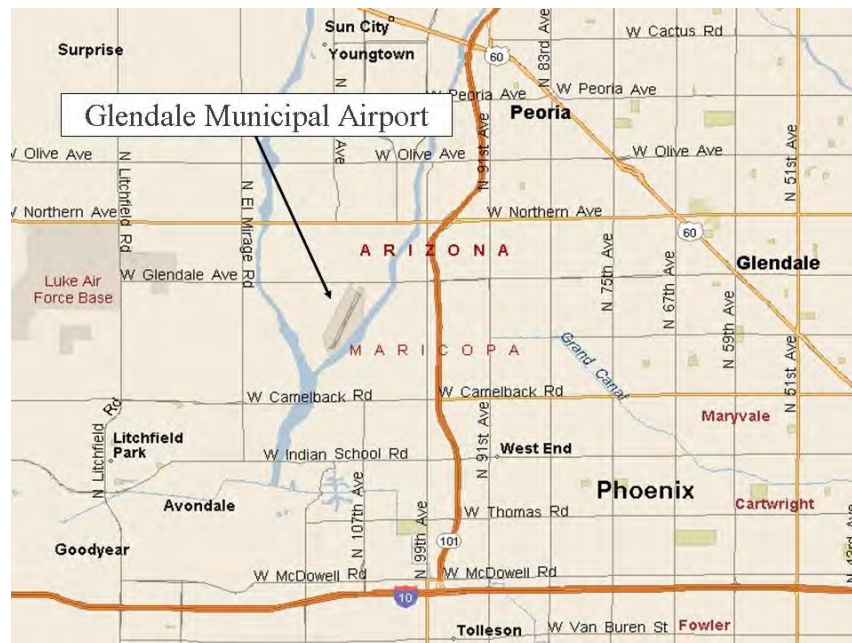 Sun City
W Cactus Rd
Surprise
Youngtown
60
N 83rd Ave
N
W Peoria Ave
W Peoria Ave
Glendale Municipal Airport
Peoria
Ave
N 91st Ave
W Olive Ave
W Olive Ave
W Olive Ave
N Litchfield Rd
N El Mirage Rd
N 51st Ave
W Northern Ave
W Northern Ave
60
ARIZONA
Glendale
Luke Air
Force Base
W Glendale Ave
N 75th Ave
N 67th Ave
N 59th Ave
MARICOPA
Grand Canal
W Camelback Rd
W Camelback Rd
N 51st Ave
Maryvale
N Litchfield Rd
Litchfield
Park
W Indian School Rd
N 91st Ave
West End
Phoenix
Avondale
N 107th Ave
N 99th Ave
W Thomas Rd
Cartwright
Goodyear
101
N 43rd Ave
W McDowell Rd
W McDowell Rd
10
Tolleson
W Van Buren St
Fowler